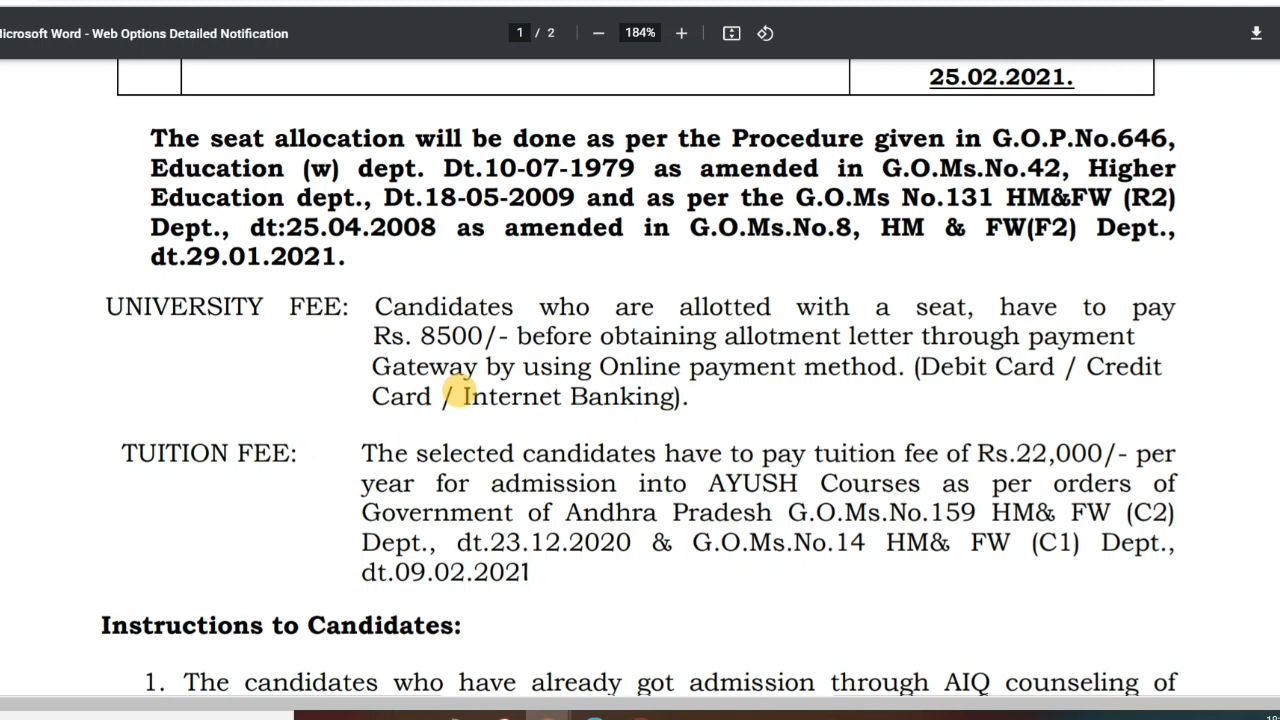 Microsoft Word - Web Options Detailed Notification 1 / 2 184%
25.02.2021.
The seat allocation will be done as per the Procedure given in G.O.P.No.646,
Education (w) dept. Dt.10-07-1979 as amended in G.O.Ms.No.42, Higher
Education dept., Dt.18-05-2009 and as per the G.O.Ms No.131 HM&FW (R2)
Dept., dt:25.04.2008 as amended in G.O.Ms.No.8, HM & FW(F2) Dept.,
dt.29.01.2021.
UNIVERSITY FEE: Candidates who are allotted with a seat, have to pay
Rs. 8500/- before obtaining allotment letter through payment
Gateway by using Online payment method. (Debit Card / Credit
Card / Internet Banking).
TUITION FEE: The selected candidates have to pay tuition fee of Rs.22,000/- per
year for admission into AYUSH Courses as per orders of
Government of Andhra Pradesh G.O.Ms.No.159 HM& FW (C2)
Dept., dt.23.12.2020 & G.O.Ms.No.14 HM& FW (C1) Dept.,
dt.09.02.2021
Instructions to Candidates:
1. The candidates who have already got admission through AIQ counseling of